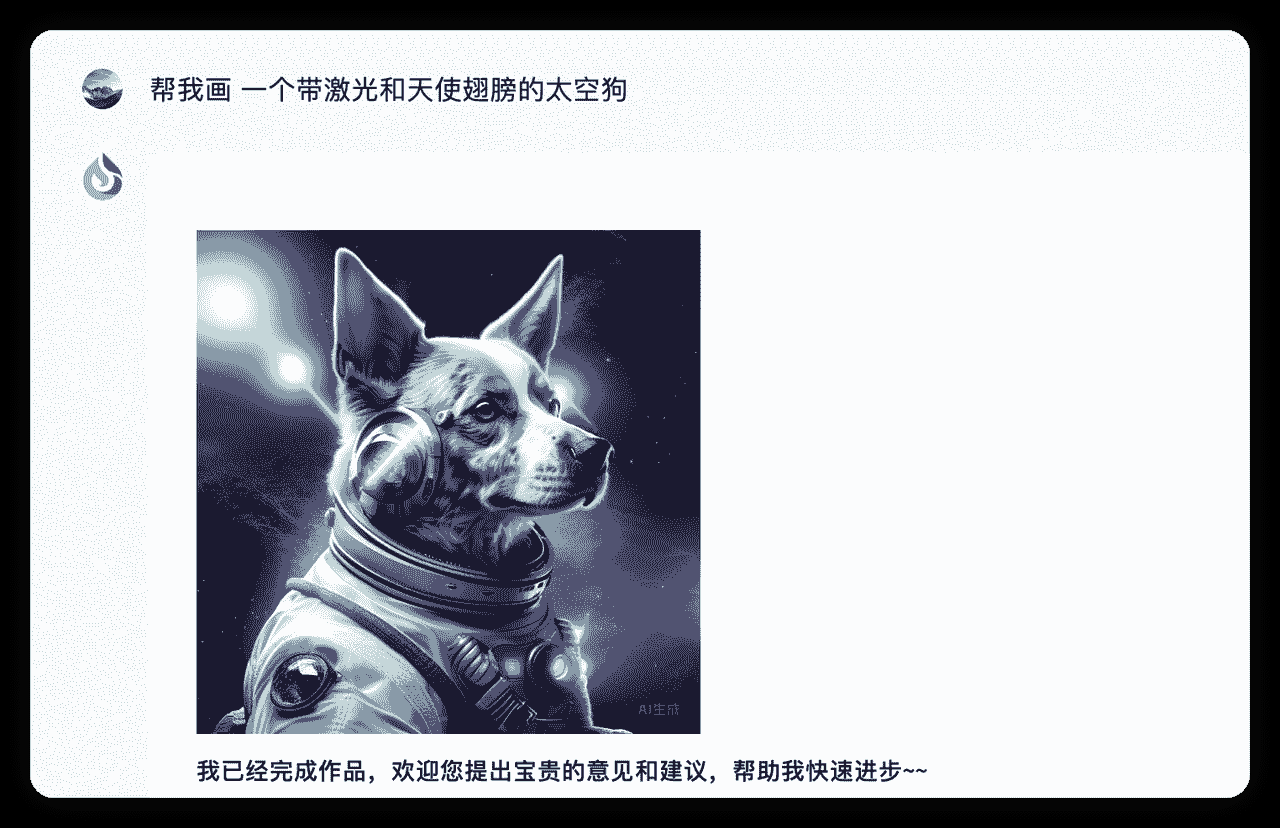 帮我画 一个带激光和天使翅膀的太空狗
AI生成
我已经完成作品，欢迎您提出宝贵的意见和建议，帮助我快速进步~~